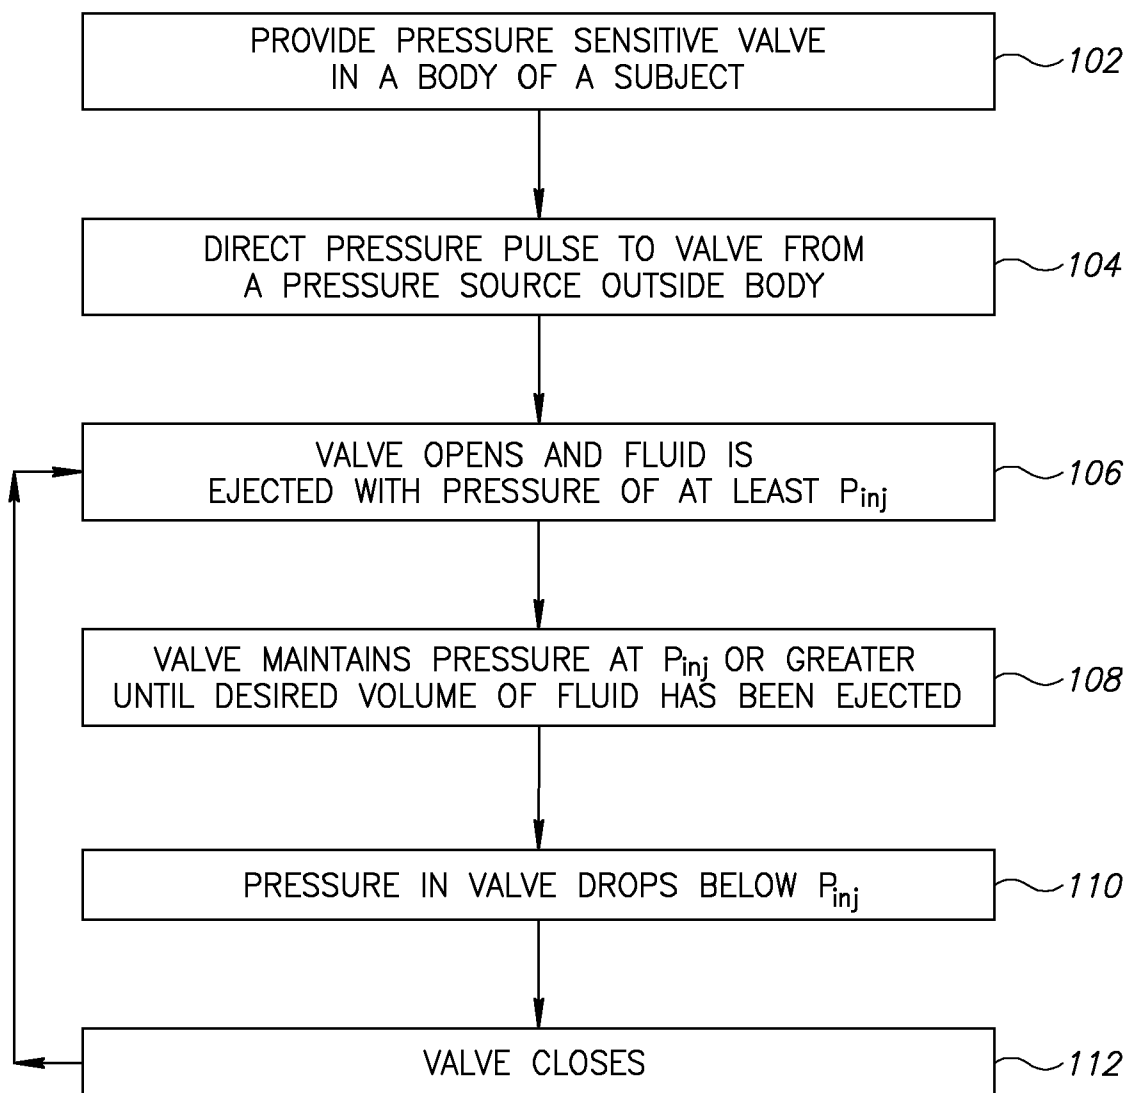 PROVIDE PRESSURE SENSITIVE VALVE
IN A BODY OF A SUBJECT
102
DIRECT PRESSURE PULSE TO VALVE FROM
A PRESSURE SOURCE OUTSIDE BODY
104
VALVE OPENS AND FLUID IS
EJECTED WITH PRESSURE OF AT LEAST Pinj
106
VALVE MAINTAINS PRESSURE AT Pinj OR GREATER
UNTIL DESIRED VOLUME OF FLUID HAS BEEN EJECTED
108
PRESSURE IN VALVE DROPS BELOW Pinj
110
VALVE CLOSES
112